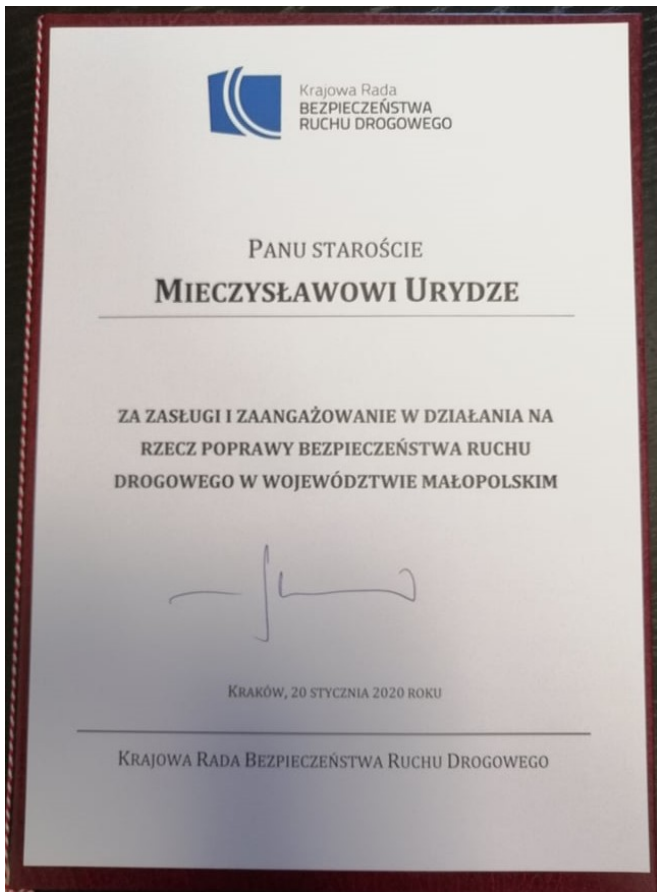 Krajowa Rada
BEZPIECZEŃSTWA
RUCHU DROGOWEGO
PANU STAROŚCIE
MIECZYSŁAWOWI URYDZE
ZA ZASŁUGI I ZAANGAŻOWANIE W DZIAŁANIA NA
RZECZ POPRAWY BEZPIECZEŃSTWA RUCHU
DROGOWEGO W WOJEWÓDZTWIE MAŁOPOLSKIM
KRAKÓW, 20 STYCZNIA 2020 ROKU
KRAJOWA RADA BEZPIECZEŃSTWA RUCHU DROGOWEGO